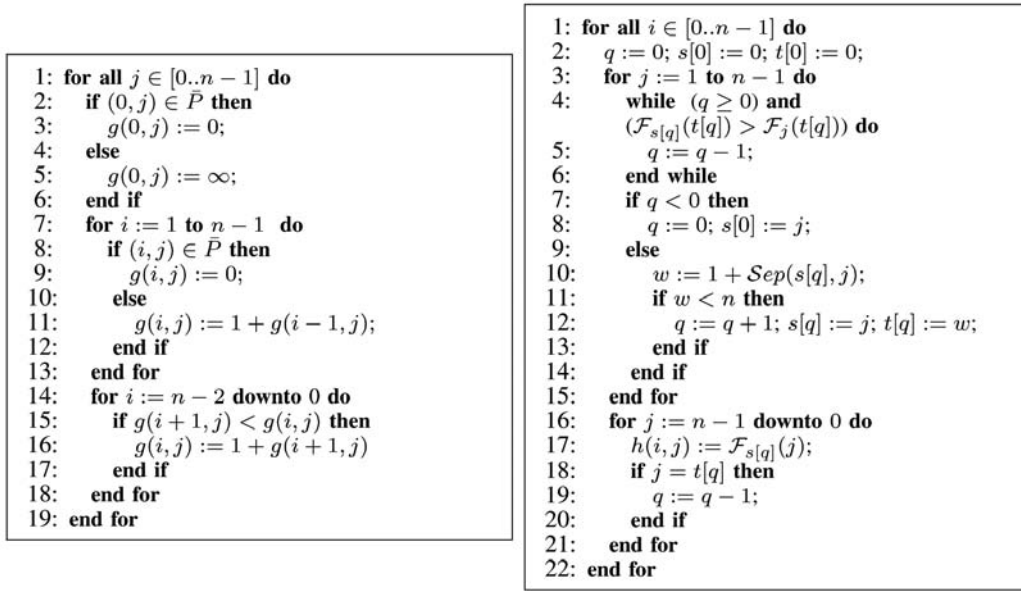 1: for all j ∈ [0..n − 1] do
2: if (0, j) ∈ P̄ then
3: g(0, j) := 0;
4: else
5: g(0, j) := ∞;
6: end if
7: for i := 1 to n − 1 do
8: if (i, j) ∈ P̄ then
9: g(i, j) := 0;
10: else
11: g(i, j) := 1 + g(i − 1, j);
12: end if
13: end for
14: for i := n − 2 downto 0 do
15: if g(i + 1, j) < g(i, j) then
16: g(i, j) := 1 + g(i + 1, j)
17: end if
18: end for
19: end for
1: for all i ∈ [0..n − 1] do
2: q := 0; s[0] := 0; t[0] := 0;
3: for j := 1 to n − 1 do
4: while (q ≥ 0) and
(ℱ_{s[q]}(t[q]) > ℱ_j(t[q])) do
5: q := q − 1;
6: end while
7: if q < 0 then
8: q := 0; s[0] := j;
9: else
10: w := 1 + 𝒮ep(s[q], j);
11: if w < n then
12: q := q + 1; s[q] := j; t[q] := w;
13: end if
14: end if
15: end for
16: for j := n − 1 downto 0 do
17: h(i, j) := ℱ_{s[q]}(j);
18: if j = t[q] then
19: q := q − 1;
20: end if
21: end for
22: end for